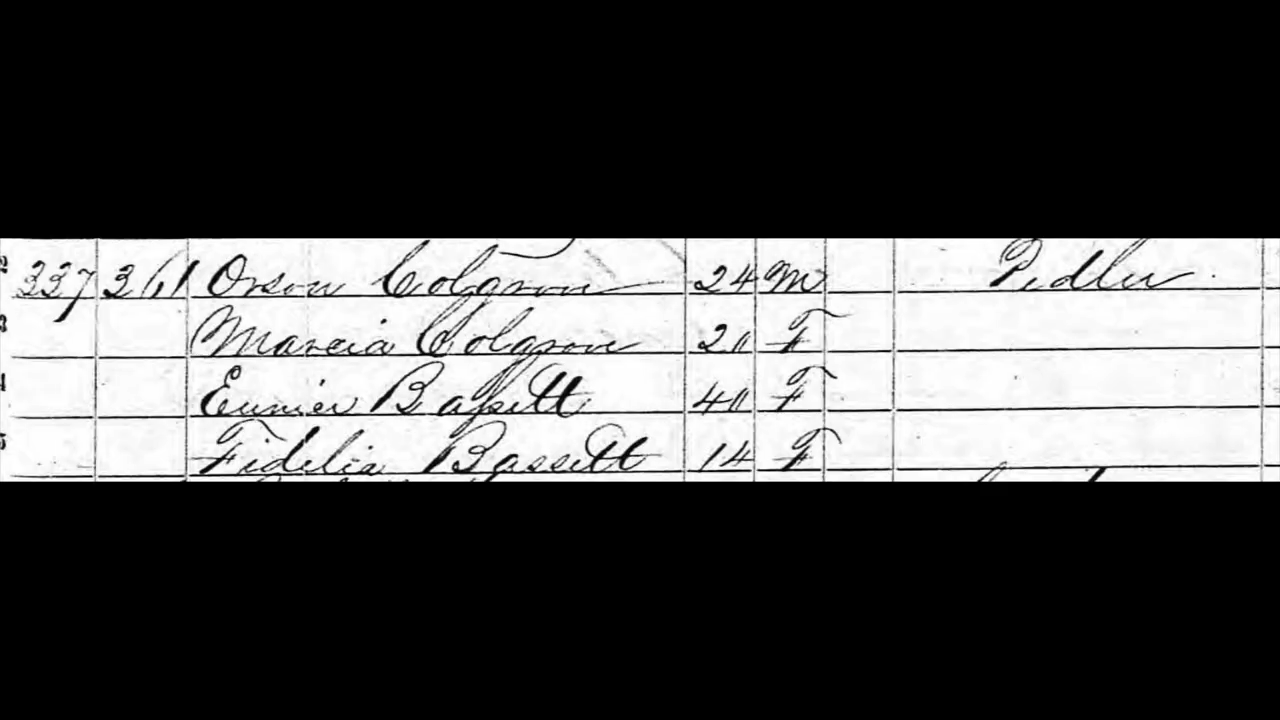 337 361 Orson Colgrove 24 M Pedler
Marcia Colgrove 20 F
Eunice Bassett 40 F
Fidelia Bassett 14 F